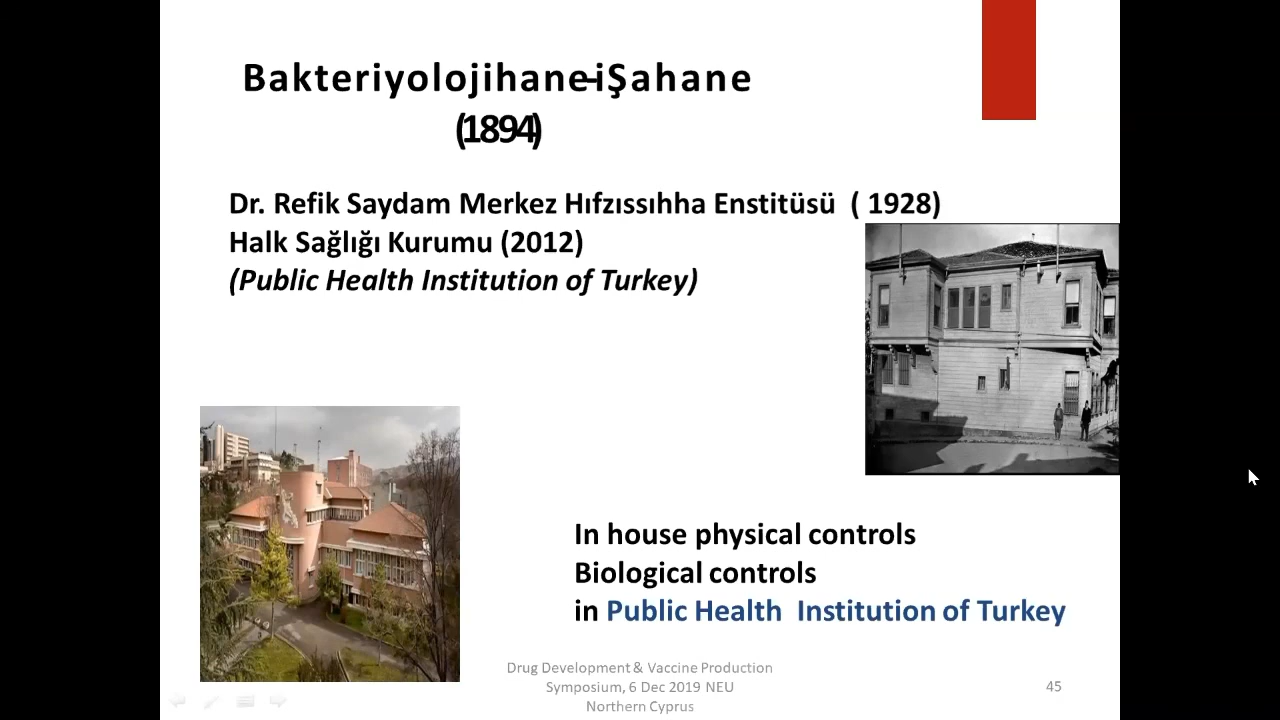 Bakteriyolojihane-i Şahane
(1894)
Dr. Refik Saydam Merkez Hıfzıssıhha Enstitüsü ( 1928)
Halk Sağlığı Kurumu (2012)
(Public Health Institution of Turkey)
In house physical controls
Biological controls
in Public Health Institution of Turkey
Drug Development & Vaccine Production
Symposium, 6 Dec 2019 NEU
Northern Cyprus
45